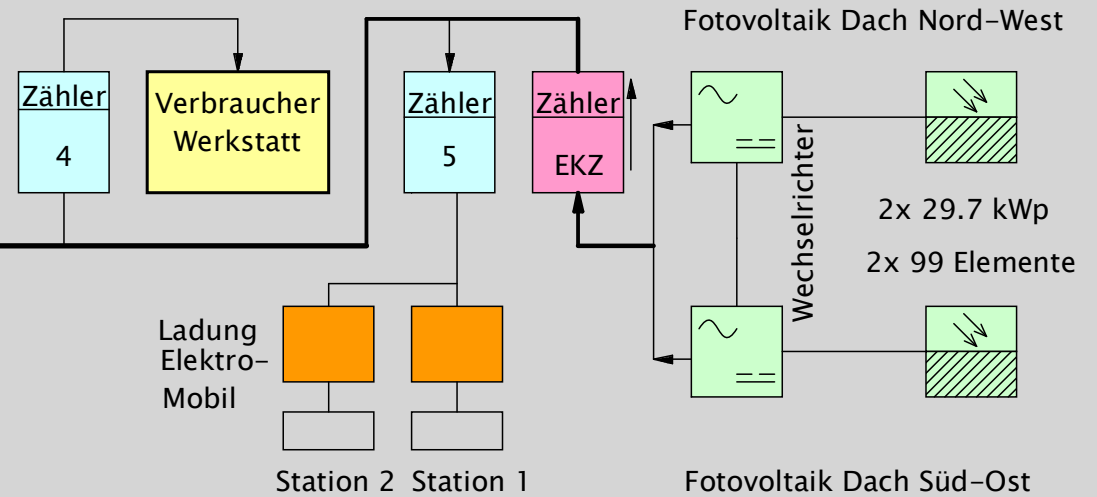 Fotovoltaik Dach Nord-West
Zähler
4
Verbraucher
Werkstatt
Zähler
5
Zähler
EKZ
Wechselrichter
2x 29.7 kWp
2x 99 Elemente
Ladung
Elektro-
Mobil
Station 2
Station 1
Fotovoltaik Dach Süd-Ost